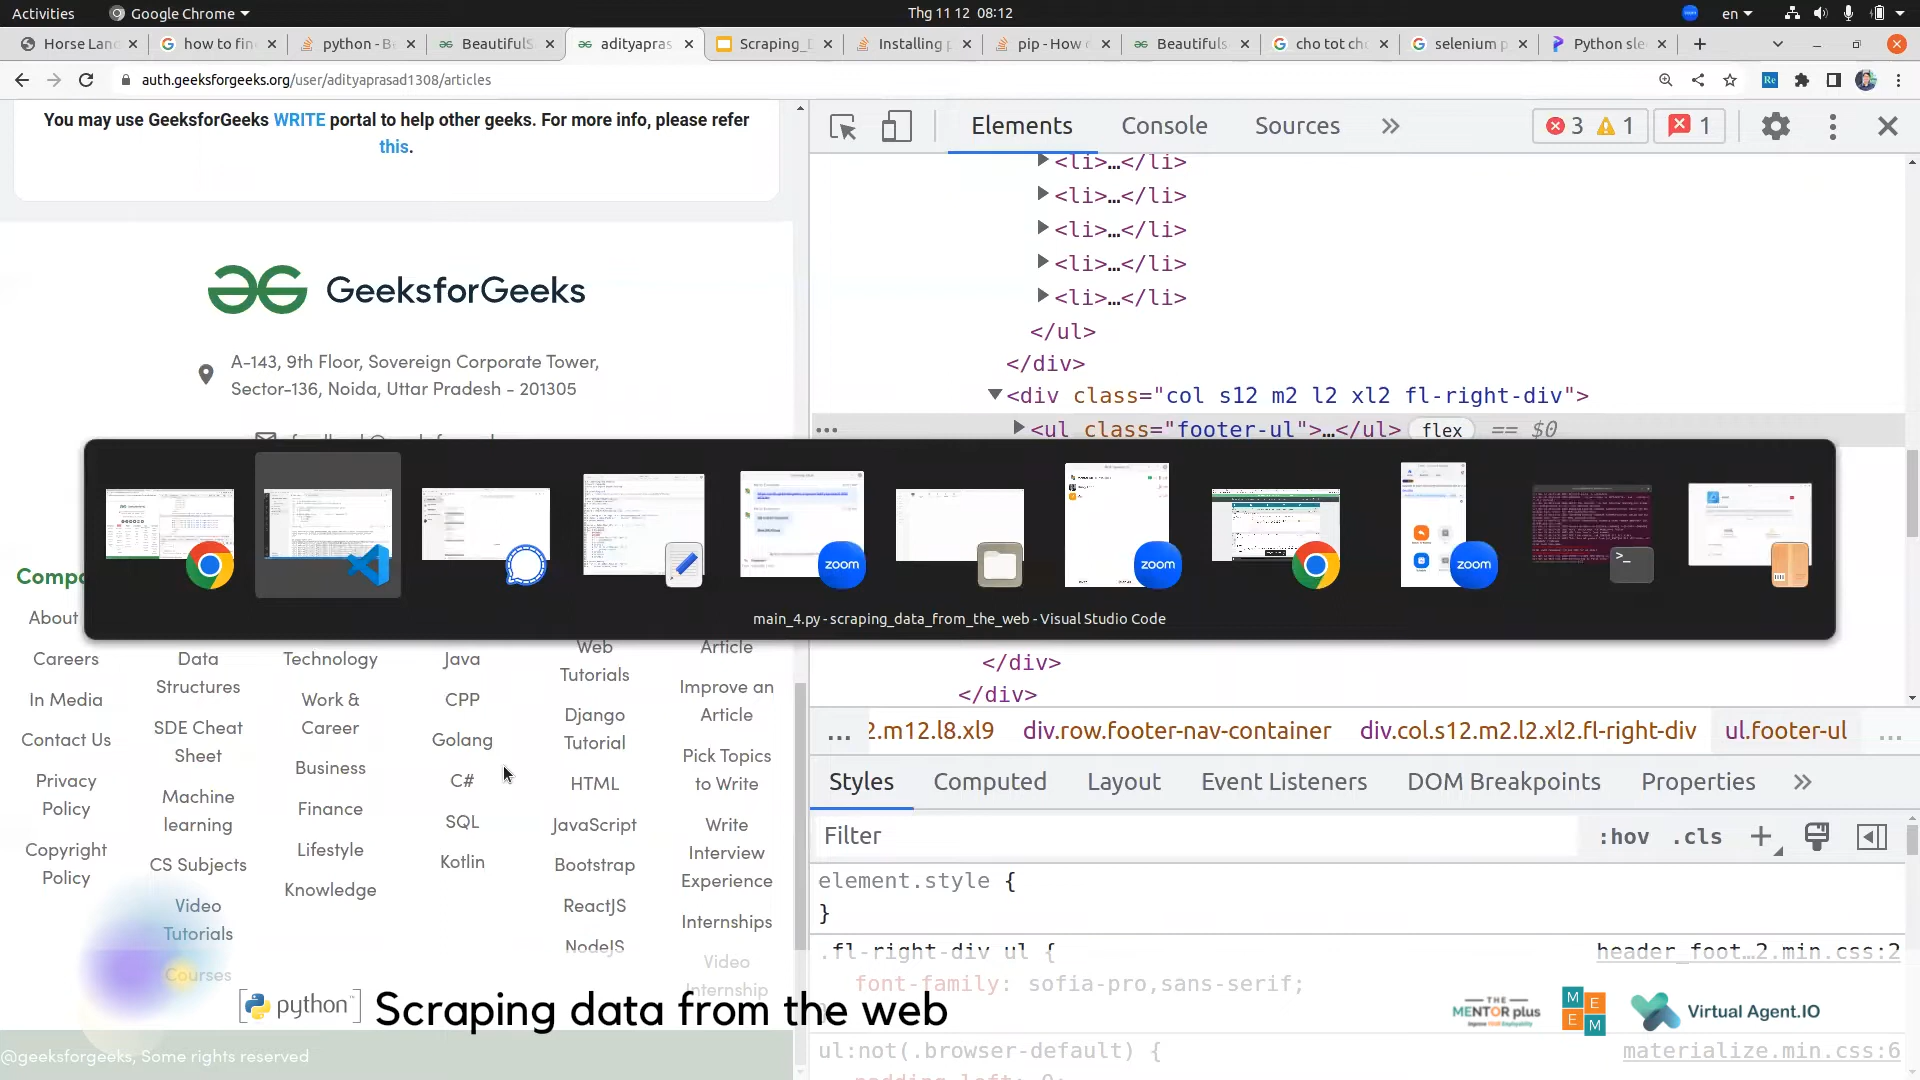 Activities
Google Chrome
Thg 11 12 08:12
en
Horse Lan
how to fin
python - B
BeautifulS
adityapras
Scraping_D
Installing p
pip - How
Beautifuls
cho tot ch
selenium p
Python sle
auth.geeksforgeeks.org/user/adityaprasad1308/articles
You may use GeeksforGeeks WRITE portal to help other geeks. For more info, please refer
this.
GeeksforGeeks
A-143, 9th Floor, Sovereign Corporate Tower,
Sector-136, Noida, Uttar Pradesh - 201305
Elements
Console
Sources
3
1
1
<li>…</li>
<li>…</li>
<li>…</li>
<li>…</li>
<li>…</li>
</ul>
</div>
<div class="col s12 m2 l2 xl2 fl-right-div">
<ul class="footer-ul">…</ul> flex == $0
zoom
zoom
zoom
main_4.py - scraping_data_from_the_web - Visual Studio Code
</div>
</div>
Compa
About
Careers
In Media
Contact Us
Privacy
Policy
Copyright
Policy
Data
Structures
SDE Cheat
Sheet
Machine
learning
CS Subjects
Video
Tutorials
Courses
Technology
Work &
Career
Business
Finance
Lifestyle
Knowledge
Java
CPP
Golang
C#
SQL
Kotlin
Web
Tutorials
Django
Tutorial
HTML
JavaScript
Bootstrap
ReactJS
NodeJS
Article
Improve an
Article
Pick Topics
to Write
Write
Interview
Experience
Internships
Video
Internship
... 2.m12.l8.xl9 div.row.footer-nav-container div.col.s12.m2.l2.xl2.fl-right-div ul.footer-ul ...
Styles
Computed
Layout
Event Listeners
DOM Breakpoints
Properties
Filter
:hov .cls
element.style {
}
.fl-right-div ul {
header_foot…2.min.css:2
font-family: sofia-pro,sans-serif;
ul:not(.browser-default) {
materialize.min.css:6
padding-left: 0;
python
Scraping data from the web
THE
MENTOR plus
MEEM
Virtual Agent.IO
@geeksforgeeks, Some rights reserved